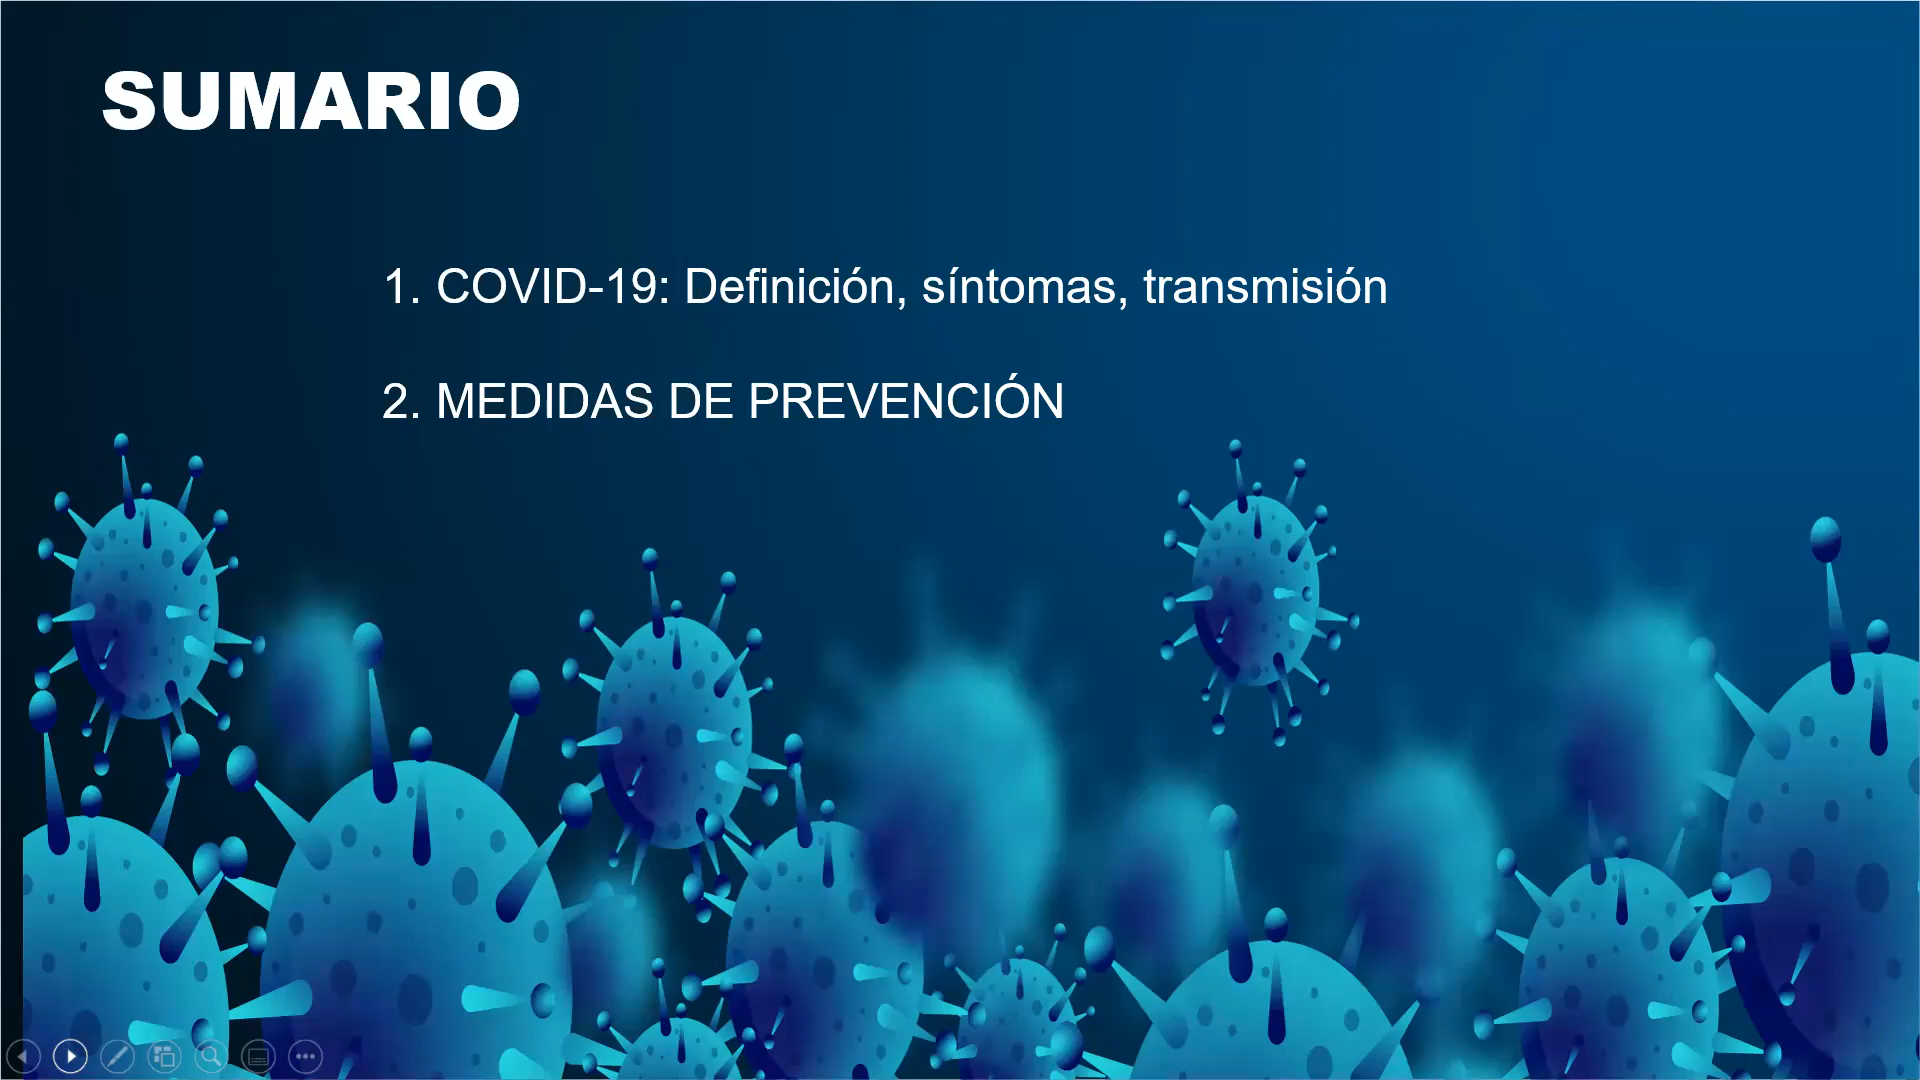 SUMARIO
1. COVID-19: Definición, síntomas, transmisión
2. MEDIDAS DE PREVENCIÓN